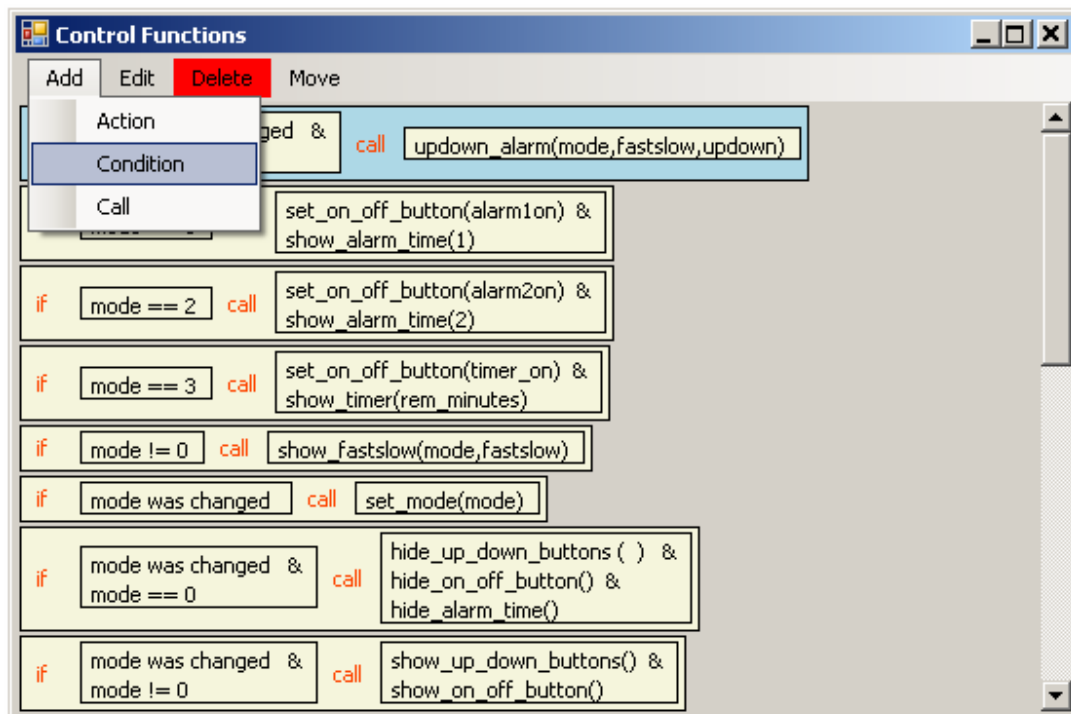 Control Functions
Add Edit Delete Move
Action
Condition
Call
&
call updown_alarm(mode,fastslow,updown)
set_on_off_button(alarm1on) &
show_alarm_time(1)
if mode == 2 call set_on_off_button(alarm2on) &
show_alarm_time(2)
if mode == 3 call set_on_off_button(timer_on) &
show_timer(rem_minutes)
if mode != 0 call show_fastslow(mode,fastslow)
if mode was changed call set_mode(mode)
if mode was changed &
mode == 0
call
hide_up_down_buttons ( ) &
hide_on_off_button() &
hide_alarm_time()
if mode was changed &
mode != 0
call
show_up_down_buttons() &
show_on_off_button()